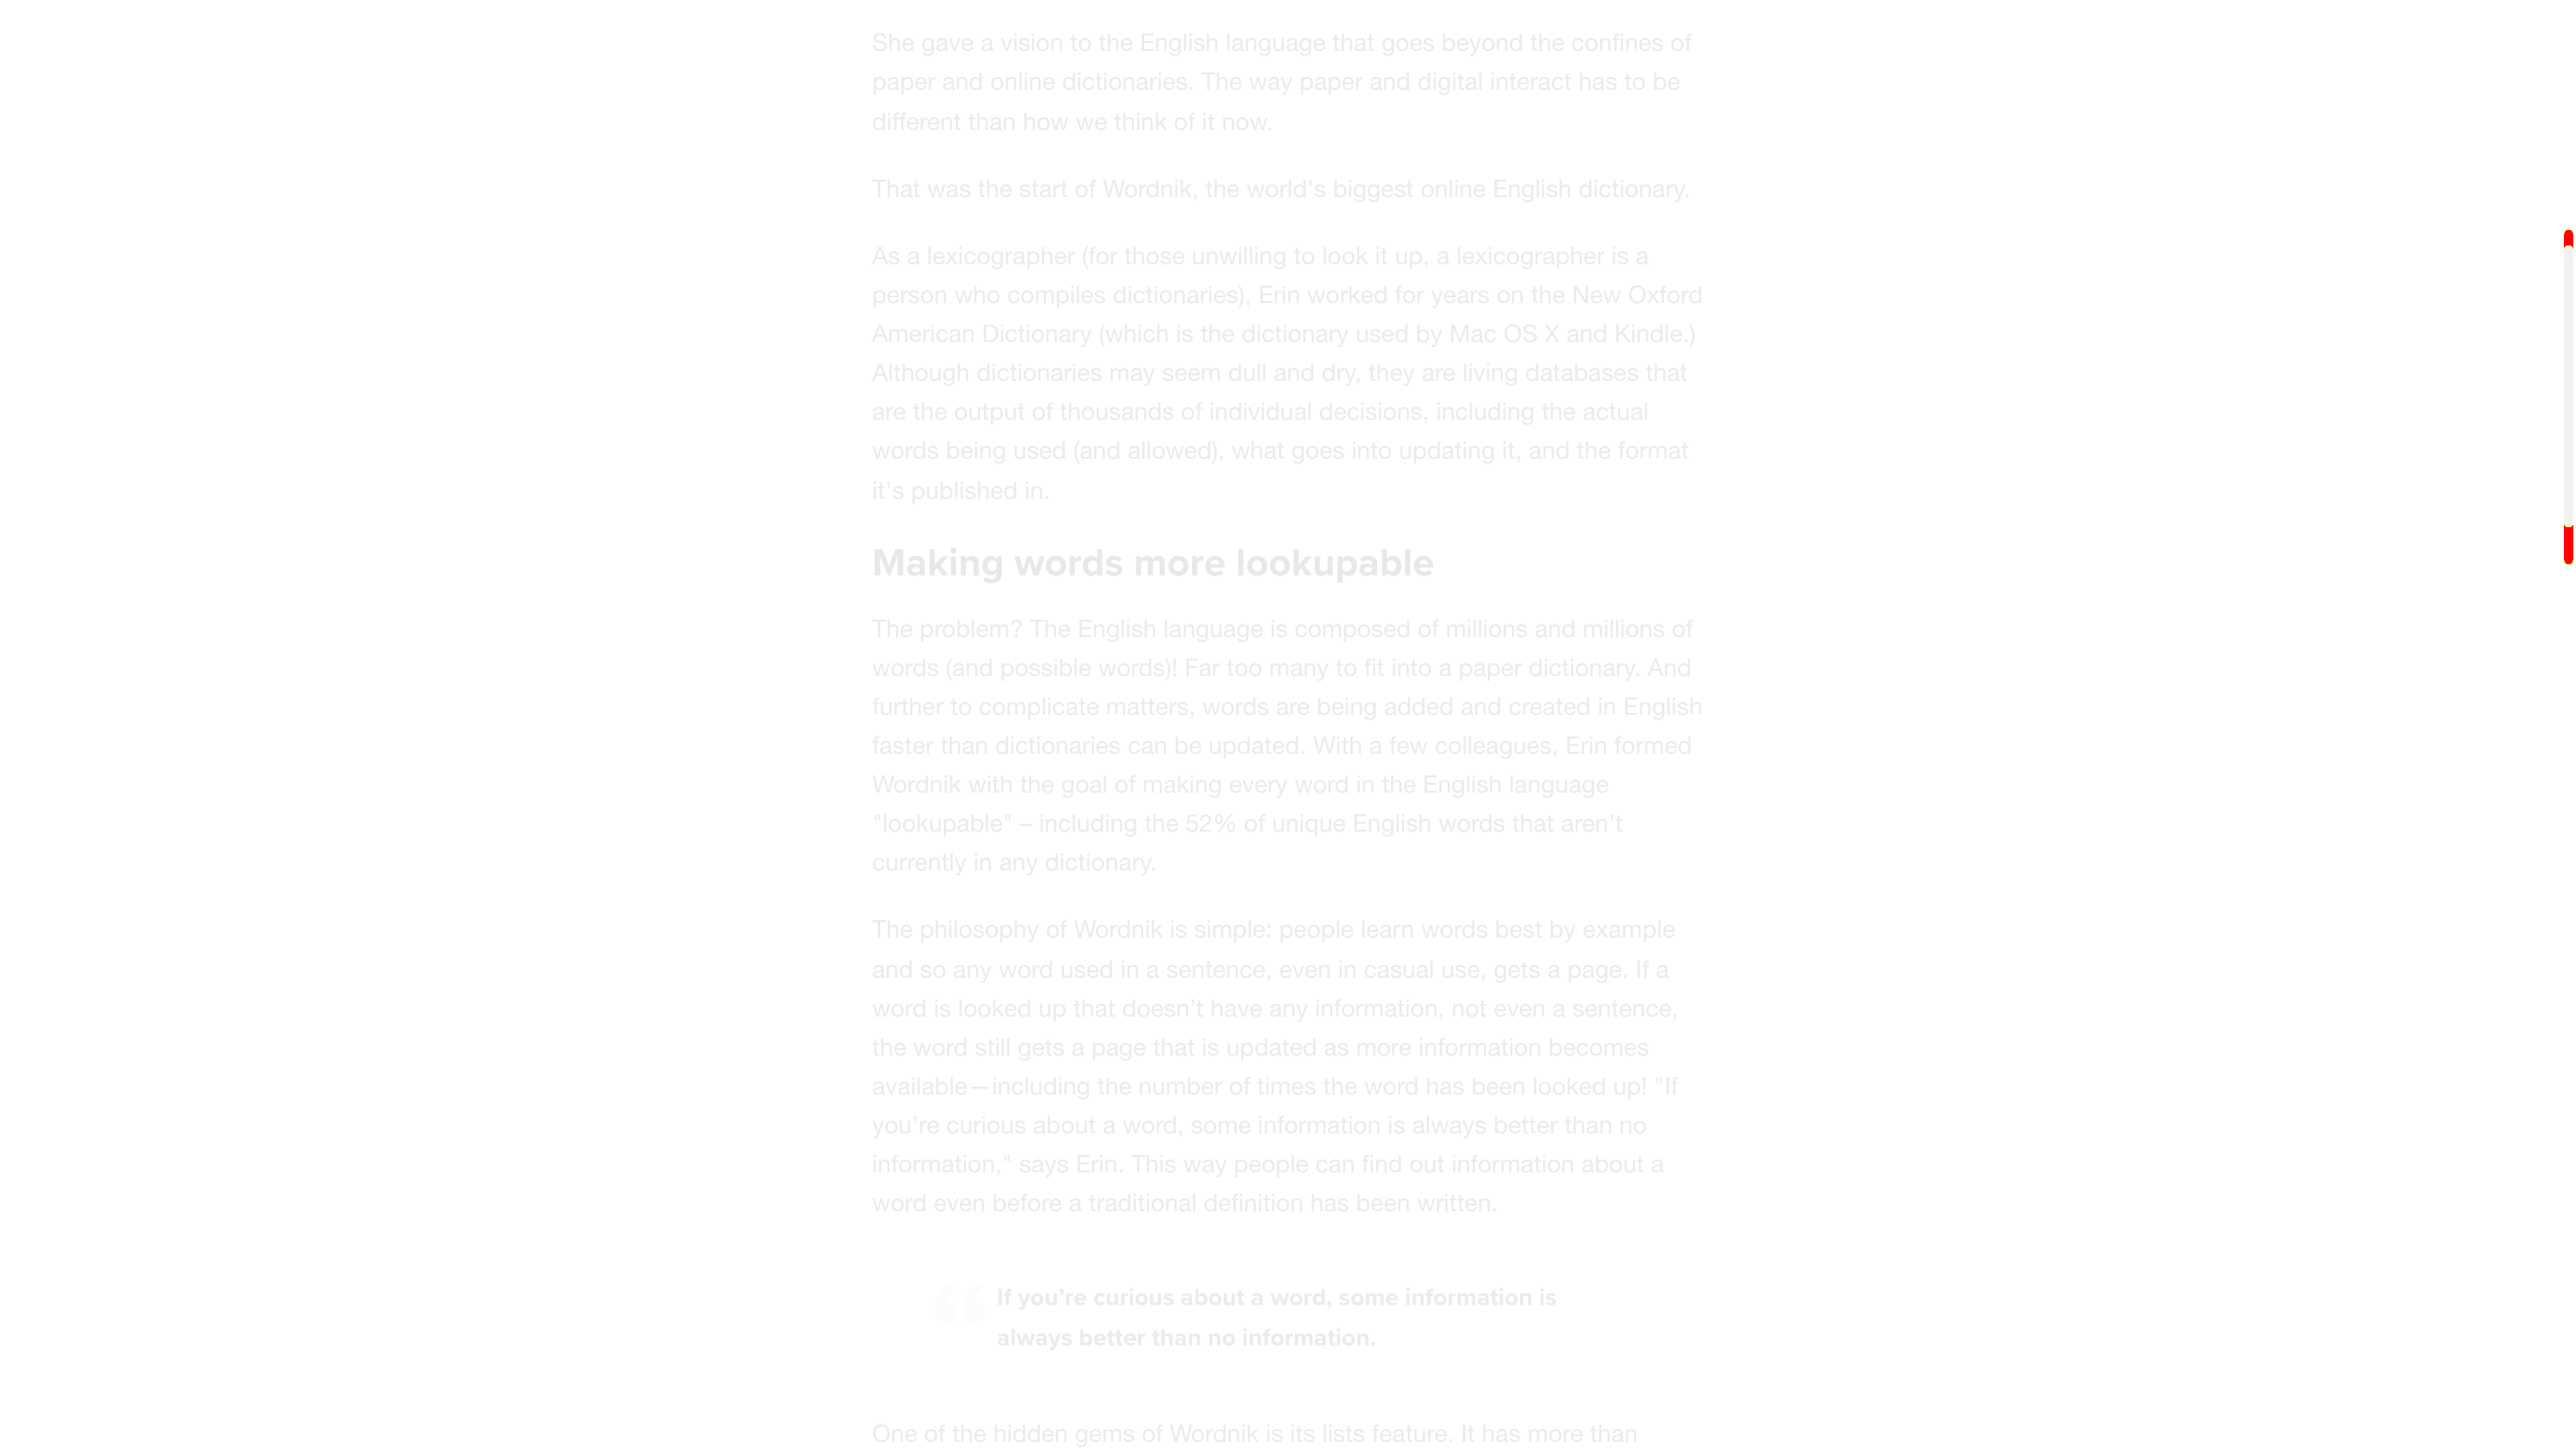 She gave a vision to the English language that goes beyond the confines of
paper and online dictionaries. The way paper and digital interact has to be
different than how we think of it now.
That was the start of Wordnik, the world's biggest online English dictionary.
As a lexicographer (for those unwilling to look it up, a lexicographer is a
person who compiles dictionaries), Erin worked for years on the New Oxford
American Dictionary (which is the dictionary used by Mac OS X and Kindle.)
Although dictionaries may seem dull and dry, they are living databases that
are the output of thousands of individual decisions, including the actual
words being used (and allowed), what goes into updating it, and the format
it's published in.
Making words more lookupable
The problem? The English language is composed of millions and millions of
words (and possible words)! Far too many to fit into a paper dictionary. And
further to complicate matters, words are being added and created in English
faster than dictionaries can be updated. With a few colleagues, Erin formed
Wordnik with the goal of making every word in the English language
"lookupable" – including the 52% of unique English words that aren't
currently in any dictionary.
The philosophy of Wordnik is simple: people learn words best by example
and so any word used in a sentence, even in casual use, gets a page. If a
word is looked up that doesn’t have any information, not even a sentence,
the word still gets a page that is updated as more information becomes
available—including the number of times the word has been looked up! "If
you’re curious about a word, some information is always better than no
information," says Erin. This way people can find out information about a
word even before a traditional definition has been written.
“ If you’re curious about a word, some information is
always better than no information.
One of the hidden gems of Wordnik is its lists feature. It has more than